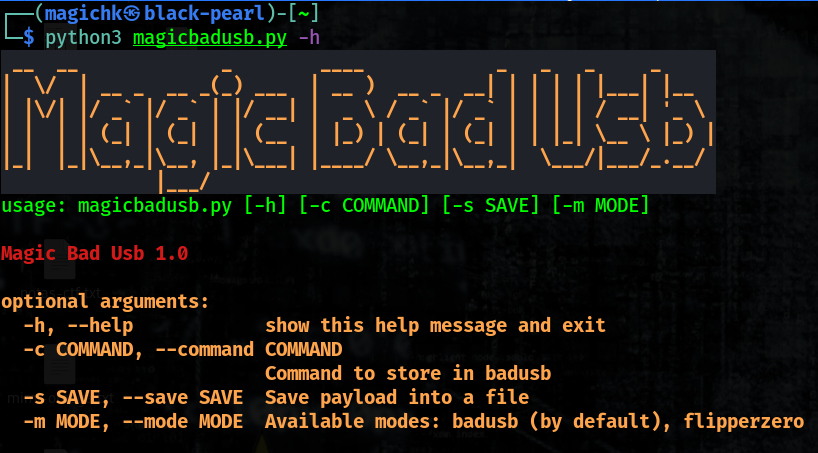 (magichk㉿black-pearl)-[~]
$ python3 magicbadusb.py -h
Magic Bad Usb
usage: magicbadusb.py [-h] [-c COMMAND] [-s SAVE] [-m MODE]
Magic Bad Usb 1.0
optional arguments:
-h, --help show this help message and exit
-c COMMAND, --command COMMAND
Command to store in badusb
-s SAVE, --save SAVE Save payload into a file
-m MODE, --mode MODE Available modes: badusb (by default), flipperzero